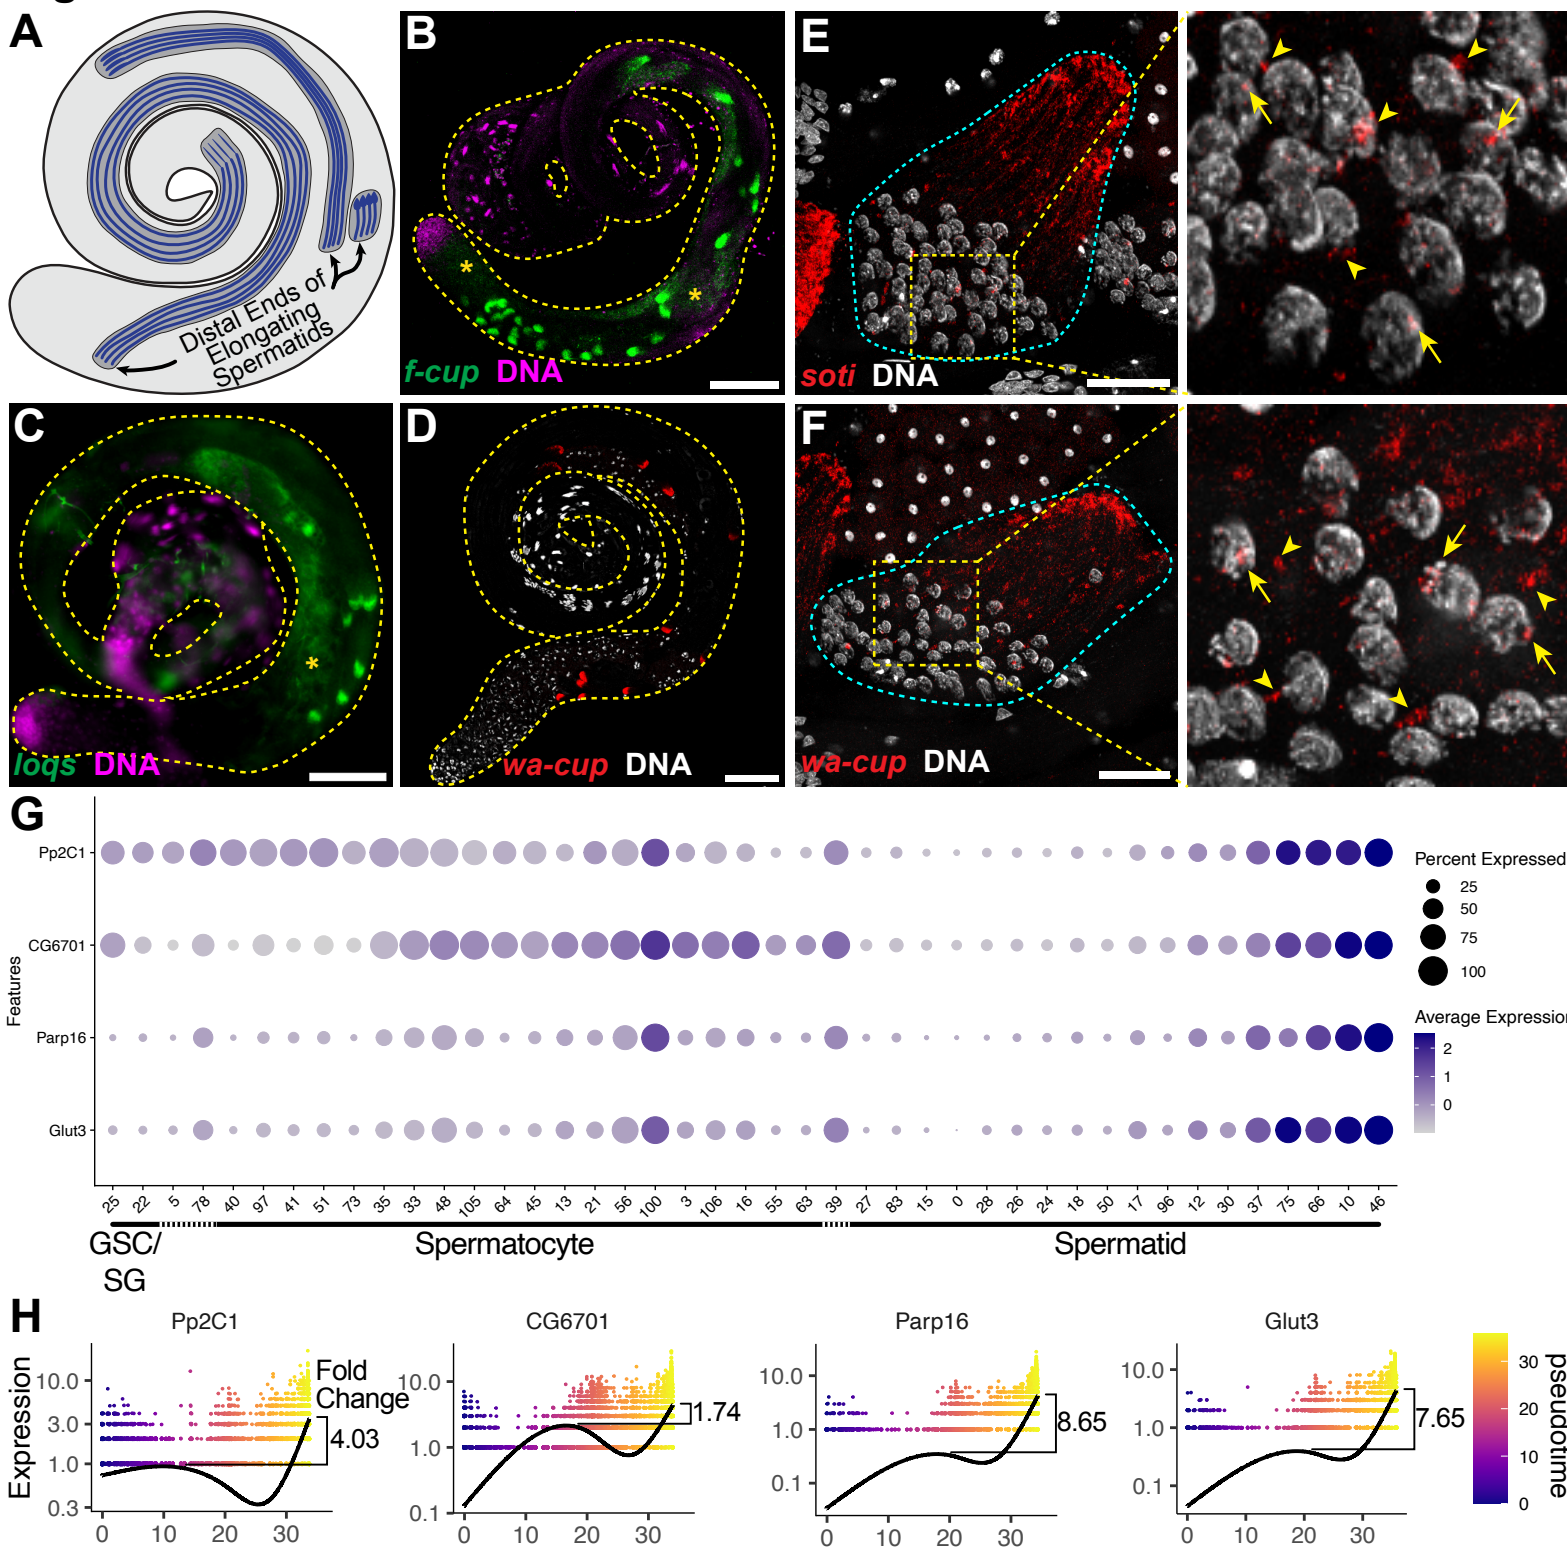 A
Distal Ends of
Elongating
Spermatids
B
f-cup DNA
C
loqs DNA
D
wa-cup DNA
E
soti DNA
F
wa-cup DNA
G
Features
Pp2C1
CG6701
Parp16
Glut3
25 22 5 78 40 97 41 51 73 35 33 48 105 64 45 13 21 56 100 3 106 16 55 63 39 27 83 15 0 28 26 24 18 50 17 96 12 30 37 75 66 10 46
GSC/
SG
Spermatocyte
Spermatid
Percent Expressed
25
50
75
100
Average Expression
2
1
0
H
Expression
Pp2C1
10.0
3.0
1.0
0.3
0 10 20 30
Fold
Change
4.03
CG6701
10.0
1.0
0.1
0 10 20 30
1.74
Parp16
10.0
1.0
0.1
0 10 20 30
8.65
Glut3
10.0
1.0
0.1
0 10 20 30
7.65
pseudotime
30
20
10
0